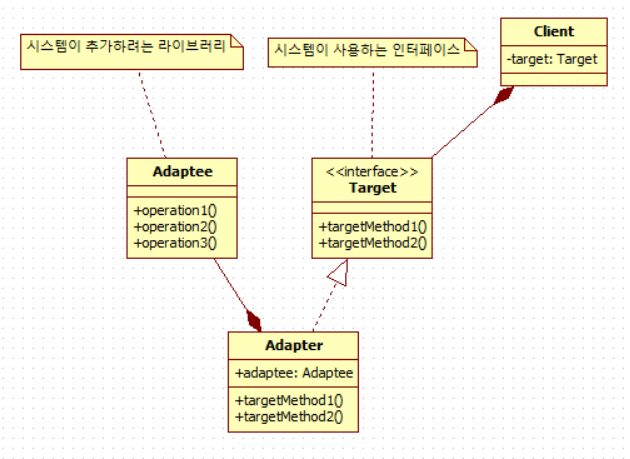 시스템이 추가하려는 라이브러리
시스템이 사용하는 인터페이스
Client
-target: Target
Adaptee
+operation1()
+operation2()
+operation3()
<<interface>>
Target
+targetMethod1()
+targetMethod2()
Adapter
+adaptee: Adaptee
+targetMethod1()
+targetMethod2()